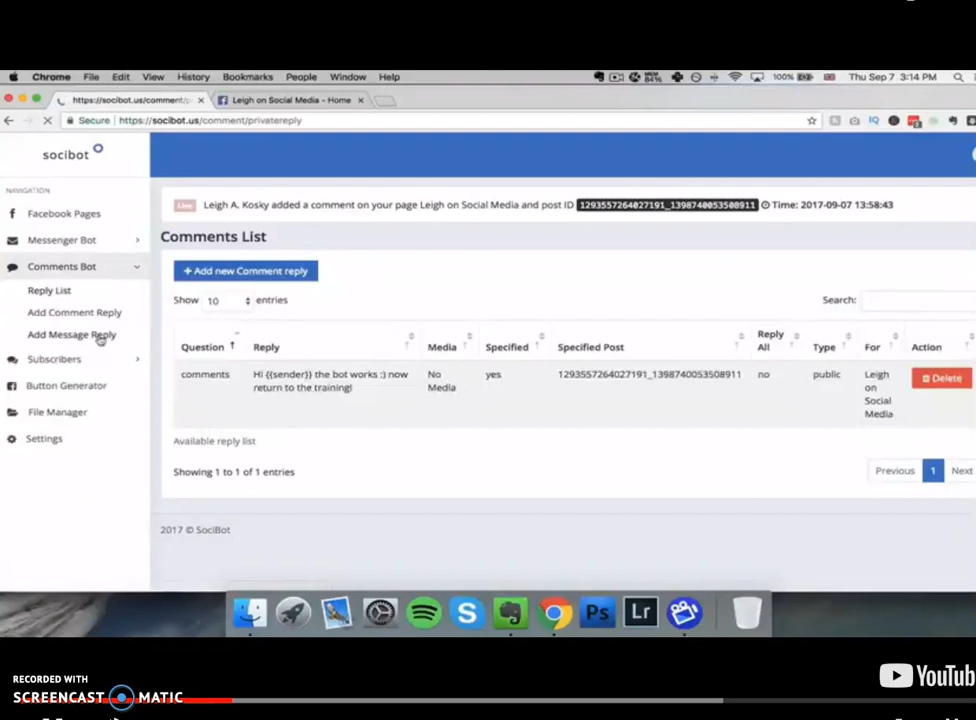 Chrome File Edit View History Bookmarks People Window Help 100% Thu Sep 7 3:14 PM
https://socibot.us/comment/p Leigh on Social Media - Home
Secure https://socibot.us/comment/privatereply
socibot
NAVIGATION
Facebook Pages
Messenger Bot
Comments Bot
Reply List
Add Comment Reply
Add Message Reply
Subscribers
Button Generator
File Manager
Settings
Live Leigh A. Kosky added a comment on your page Leigh on Social Media and post ID 1293557264027191_1398740053508911 Time: 2017-09-07 13:58:43
Comments List
+ Add new Comment reply
Show 10 entries Search:
Question Reply Media Specified Specified Post Reply All Type For Action
comments Hi {{sender}} the bot works :) now return to the training! No Media yes 1293557264027191_1398740053508911 no public Leigh on Social Media Delete
Available reply list
Showing 1 to 1 of 1 entries
Previous 1 Next
2017 © SociBot
Ps
Lr
RECORDED WITH
SCREENCAST MATIC
YouTub